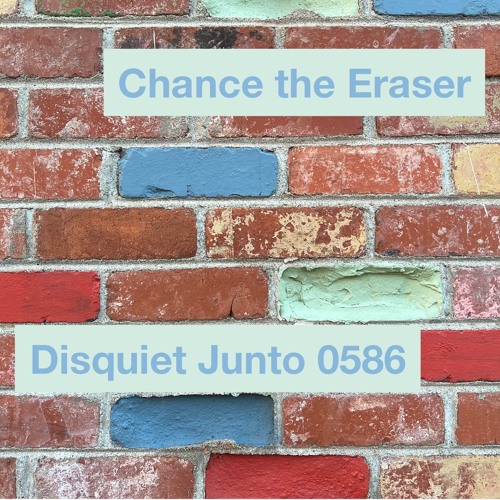 Chance the Eraser
Disquiet Junto 0586